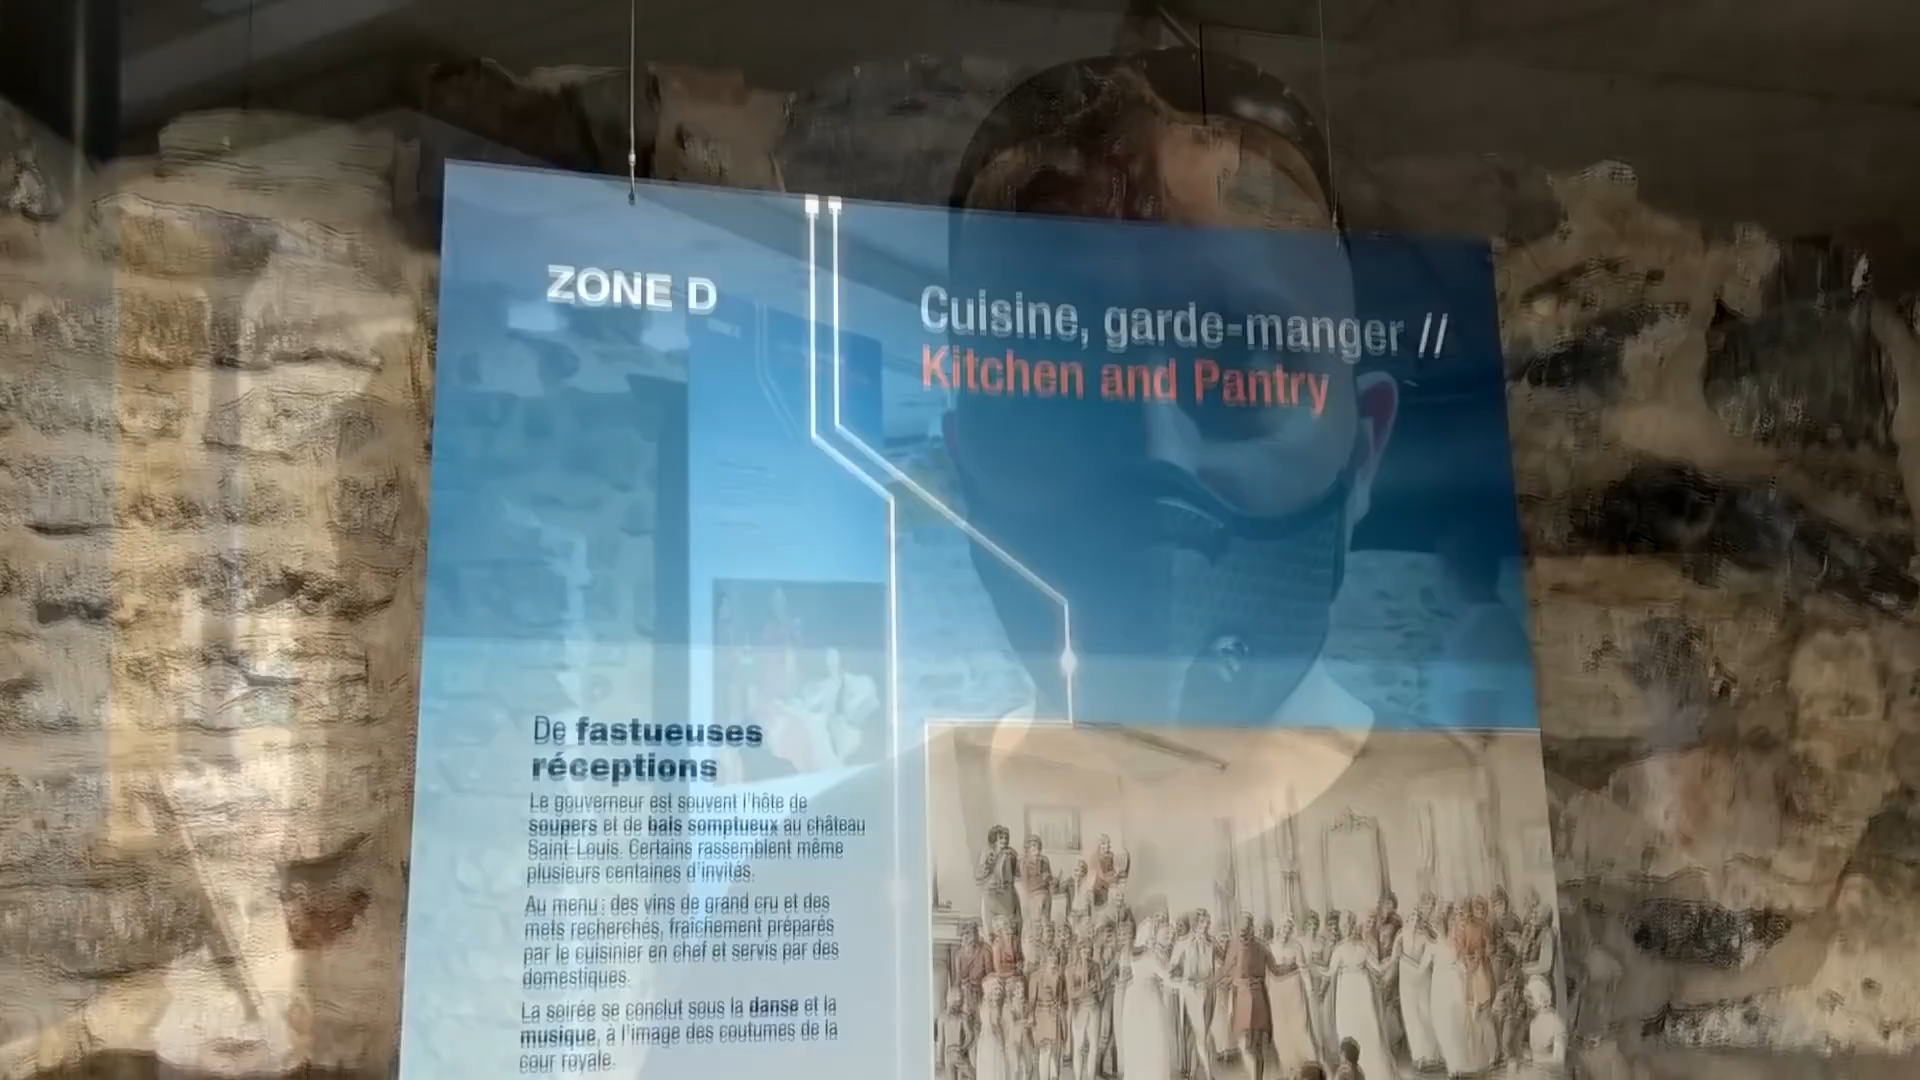 ZONE D
Cuisine, garde-manger //
Kitchen and Pantry
De fastueuses
réceptions
Le gouverneur est souvent l'hôte de
soupers et de bals somptueux au château
Saint-Louis. Certains rassemblent même
plusieurs centaines d'invités.
Au menu : des vins de grand cru et des
mets recherchés, fraîchement préparés
par le cuisinier en chef et servis par des
domestiques.
La soirée se conclut sous la danse et la
musique, à l'image des coutumes de la
cour royale.